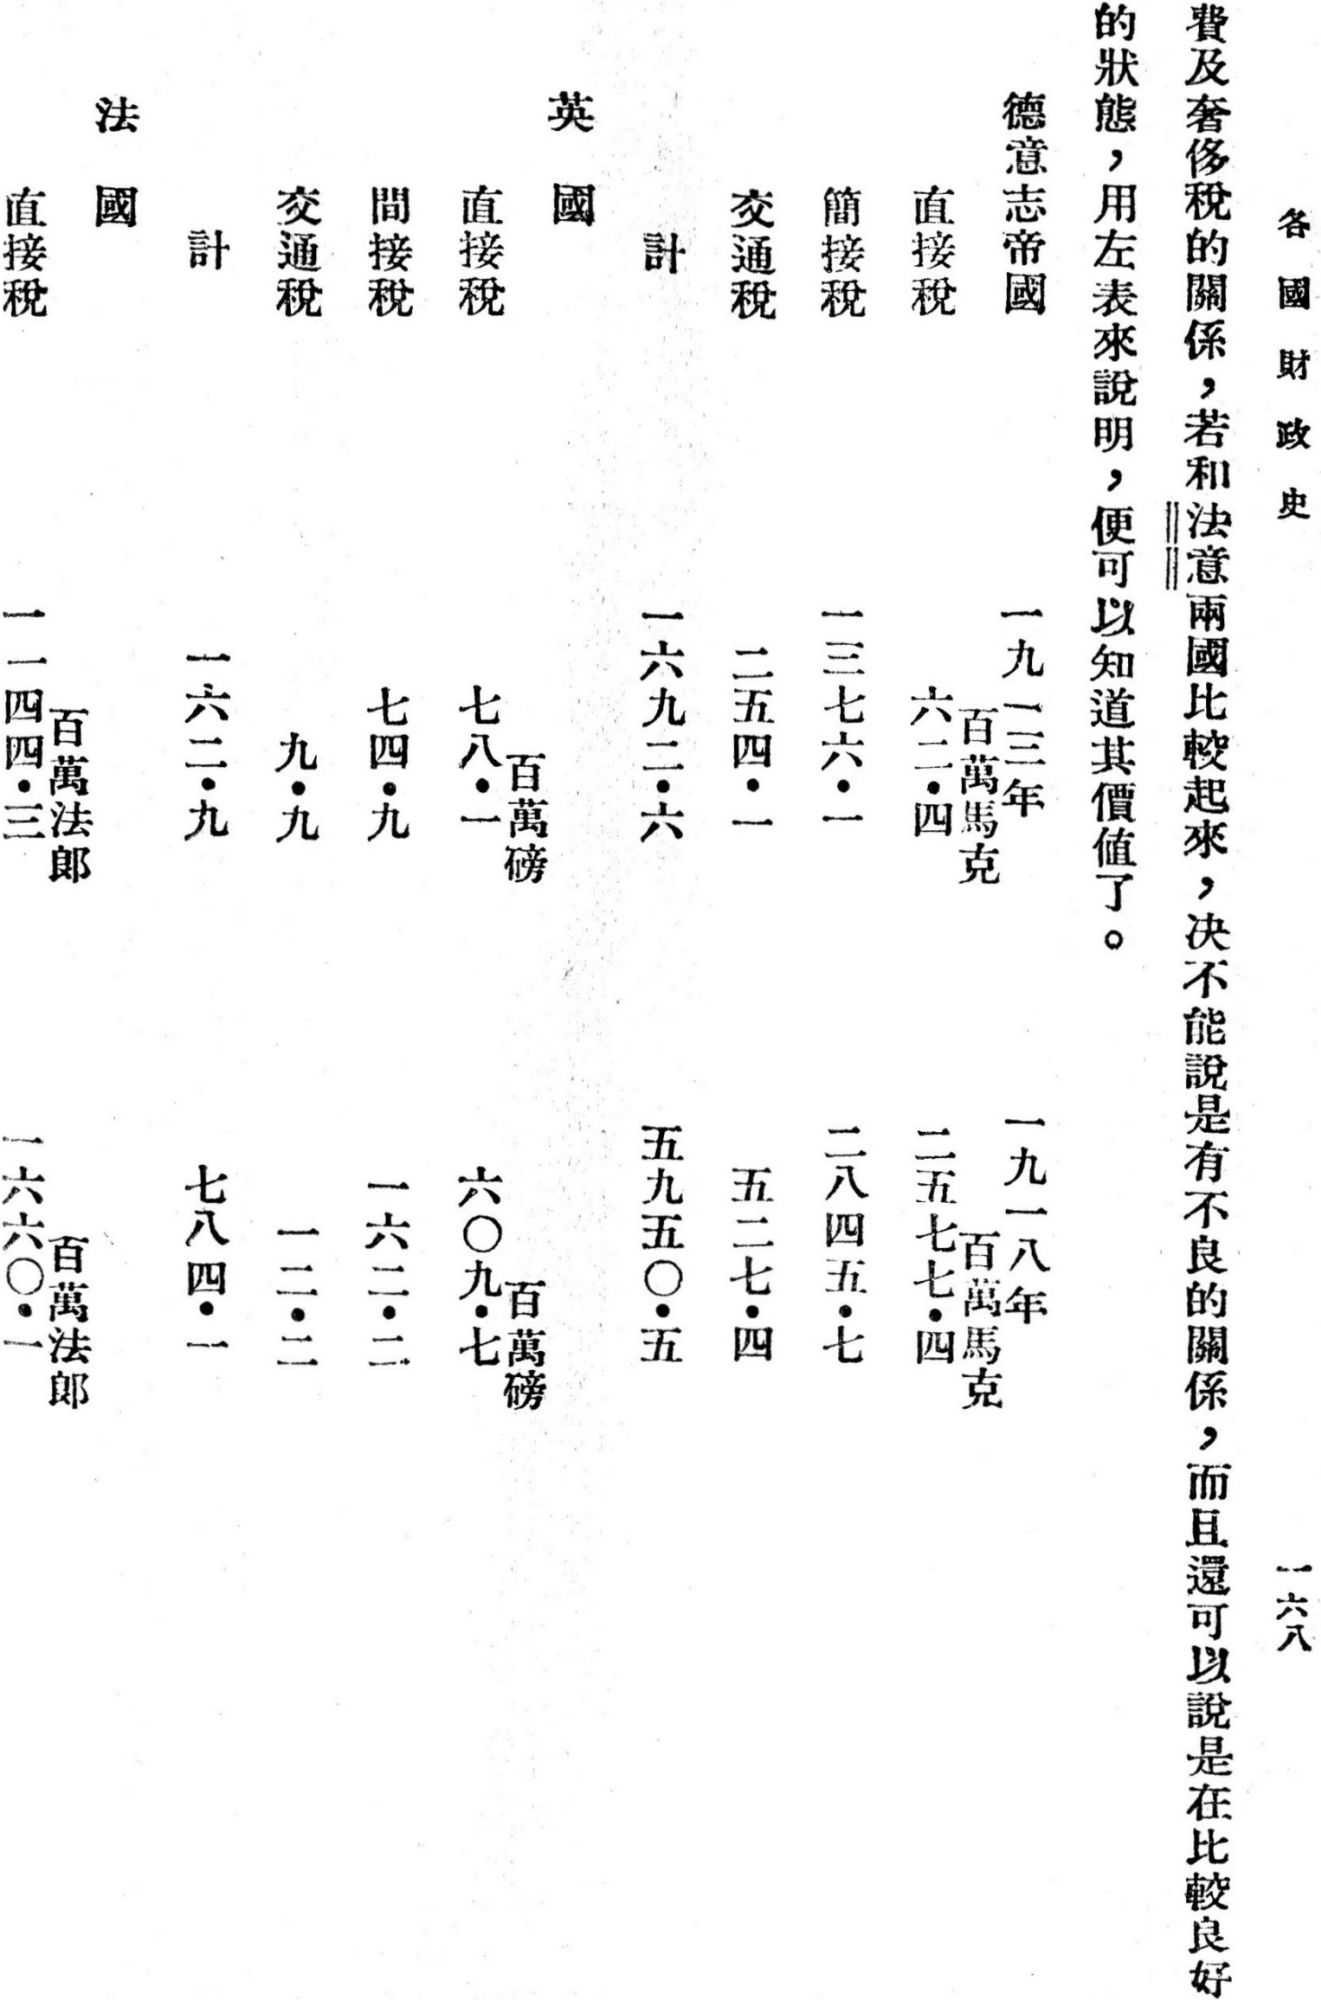 各國財政史
一六八
費及奢侈稅的關係，若和法意兩國比較起來，决不能說是有不良的關係，而且還可以說是在比較良好
的狀態，用左表來說明，便可以知道其價值了。
德意志帝國 一九一三年 一九一八年
百萬馬克 百萬馬克
直接稅 六二・四 二五七七・四
簡接稅 一三七六・一 二八四五・七
交通稅 二五四・一 五二七・四
計 一六九二・六 五九五〇・五
英國
百萬磅 百萬磅
直接稅 七八・一 六〇九・七
間接稅 七四・九 一六二・二
交通稅 九・九 一二・二
計 一六二・九 七八四・一
法國
百萬法郎 百萬法郎
直接稅 一一四四・三 一六六〇・一